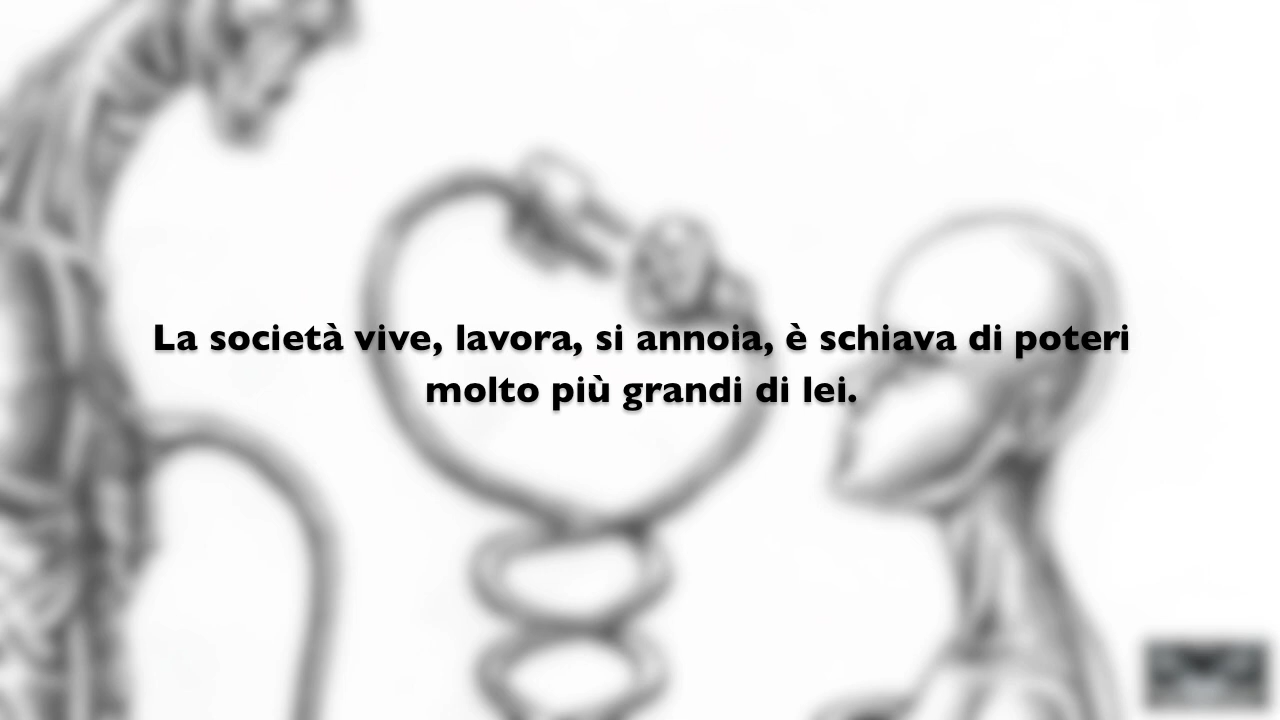 La società vive, lavora, si annoia, è schiava di poteri
molto più grandi di lei.